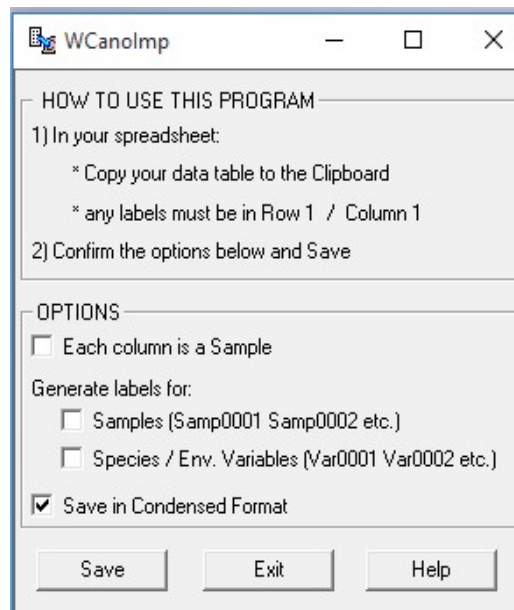 WCanoImp
HOW TO USE THIS PROGRAM
1) In your spreadsheet:
* Copy your data table to the Clipboard
* any labels must be in Row 1 / Column 1
2) Confirm the options below and Save
OPTIONS
Each column is a Sample
Generate labels for:
Samples (Samp0001 Samp0002 etc.)
Species / Env. Variables (Var0001 Var0002 etc.)
Save in Condensed Format
Save Exit Help